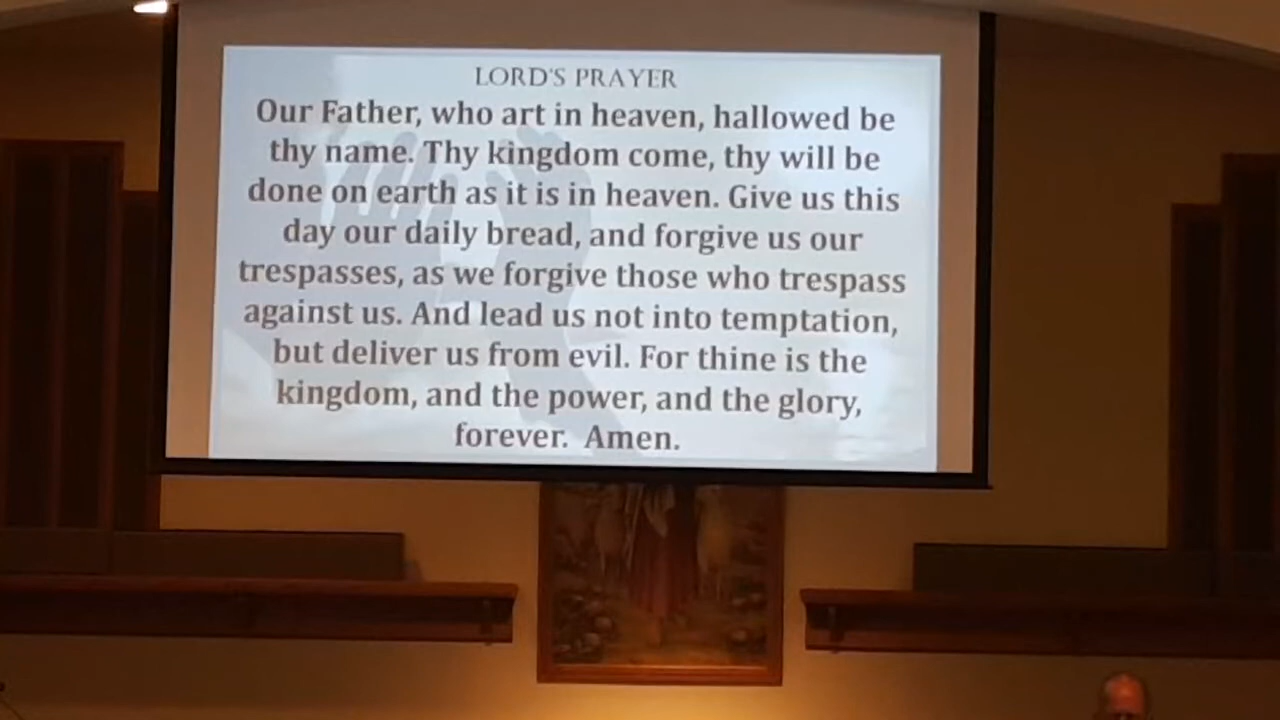 LORD'S PRAYER
Our Father, who art in heaven, hallowed be
thy name. Thy kingdom come, thy will be
done on earth as it is in heaven. Give us this
day our daily bread, and forgive us our
trespasses, as we forgive those who trespass
against us. And lead us not into temptation,
but deliver us from evil. For thine is the
kingdom, and the power, and the glory,
forever. Amen.